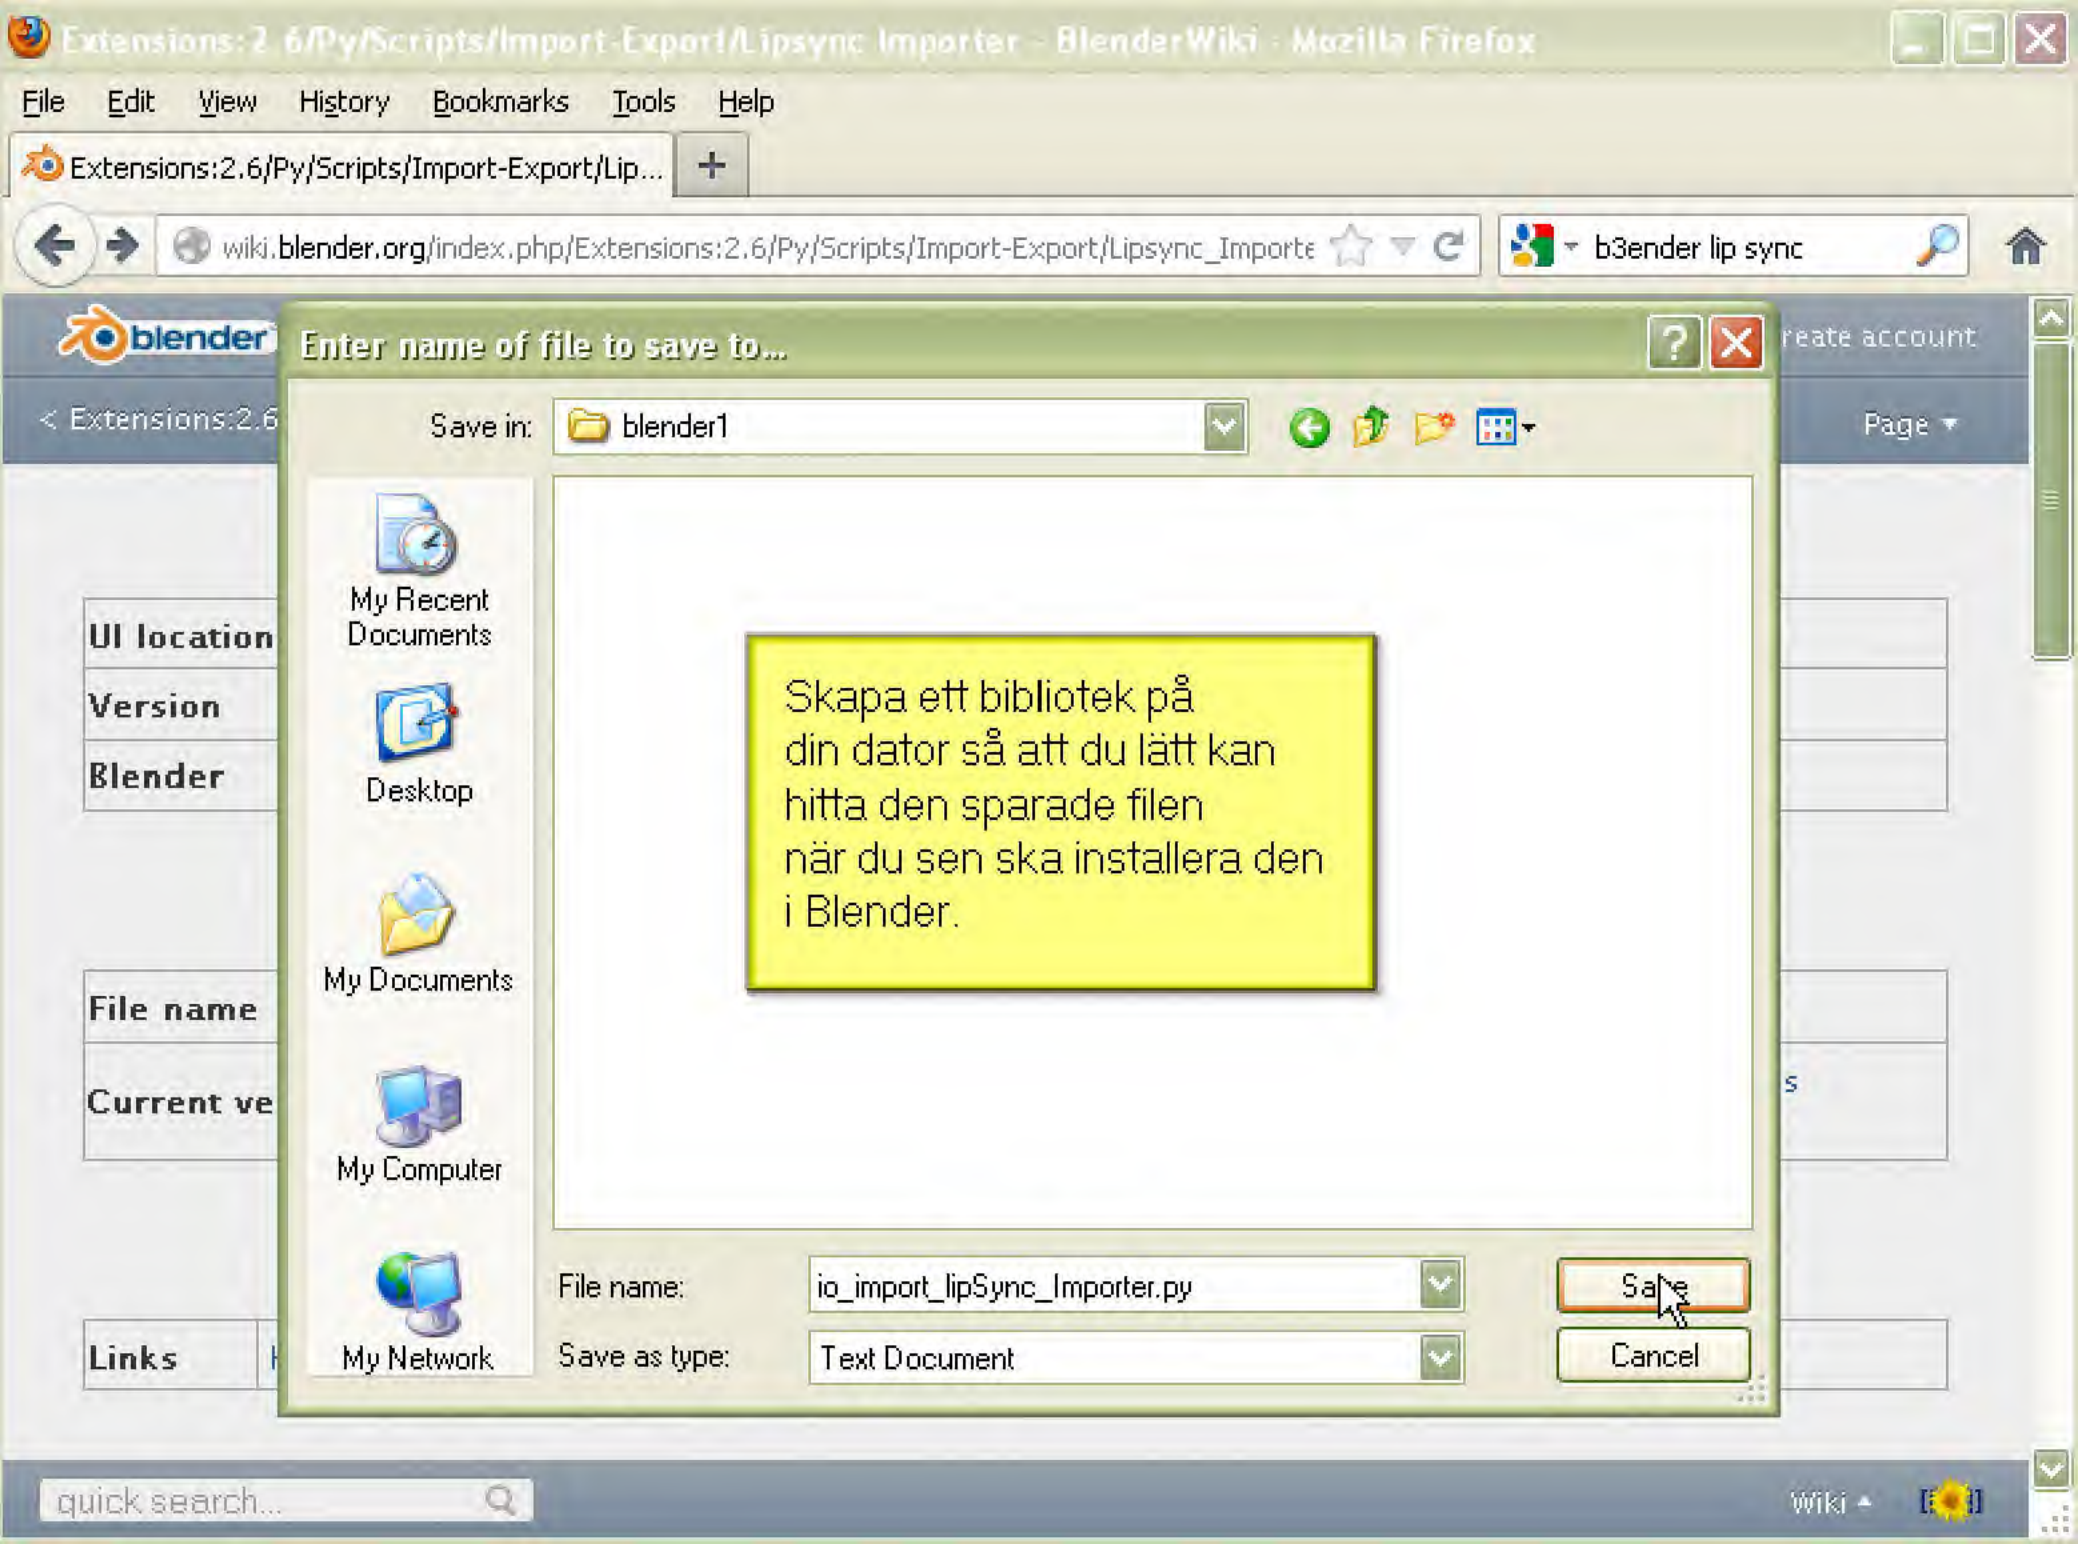 Extensions:2.6/Py/Scripts/Import-Export/Lipsync Importer - BlenderWiki - Mozilla Firefox
File Edit View History Bookmarks Tools Help
Extensions:2.6/Py/Scripts/Import-Export/Lip... +
wiki.blender.org/index.php/Extensions:2.6/Py/Scripts/Import-Export/Lipsync_Importe b3ender lip sync
blender reate account
Enter name of file to save to... ?
< Extensions:2.6 Page
Save in: blender1
My Recent
Documents
Desktop
My Documents
My Computer
My Network
UI location
Version
Blender
File name
Current ve
s
Links
Skapa ett bibliotek på
din dator så att du lätt kan
hitta den sparade filen
när du sen ska installera den
i Blender.
File name: io_import_lipSync_Importer.py Save
Save as type: Text Document Cancel
quick search... Wiki